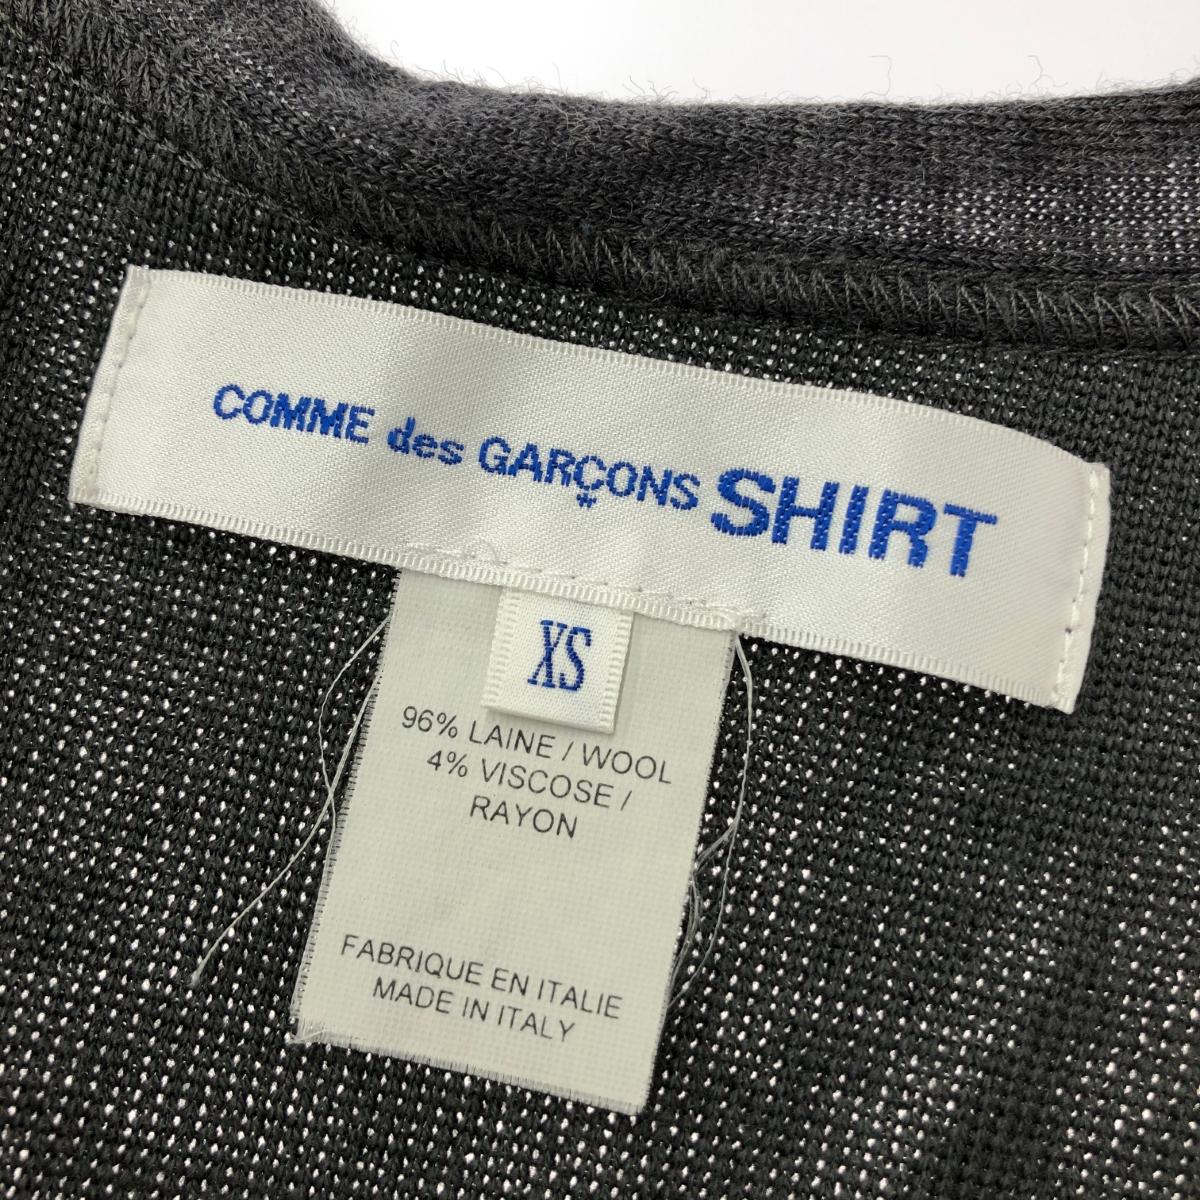 COMME des GARÇONS SHIRT
XS
96% LAINE / WOOL
4% VISCOSE /
RAYON
FABRIQUE EN ITALIE
MADE IN ITALY